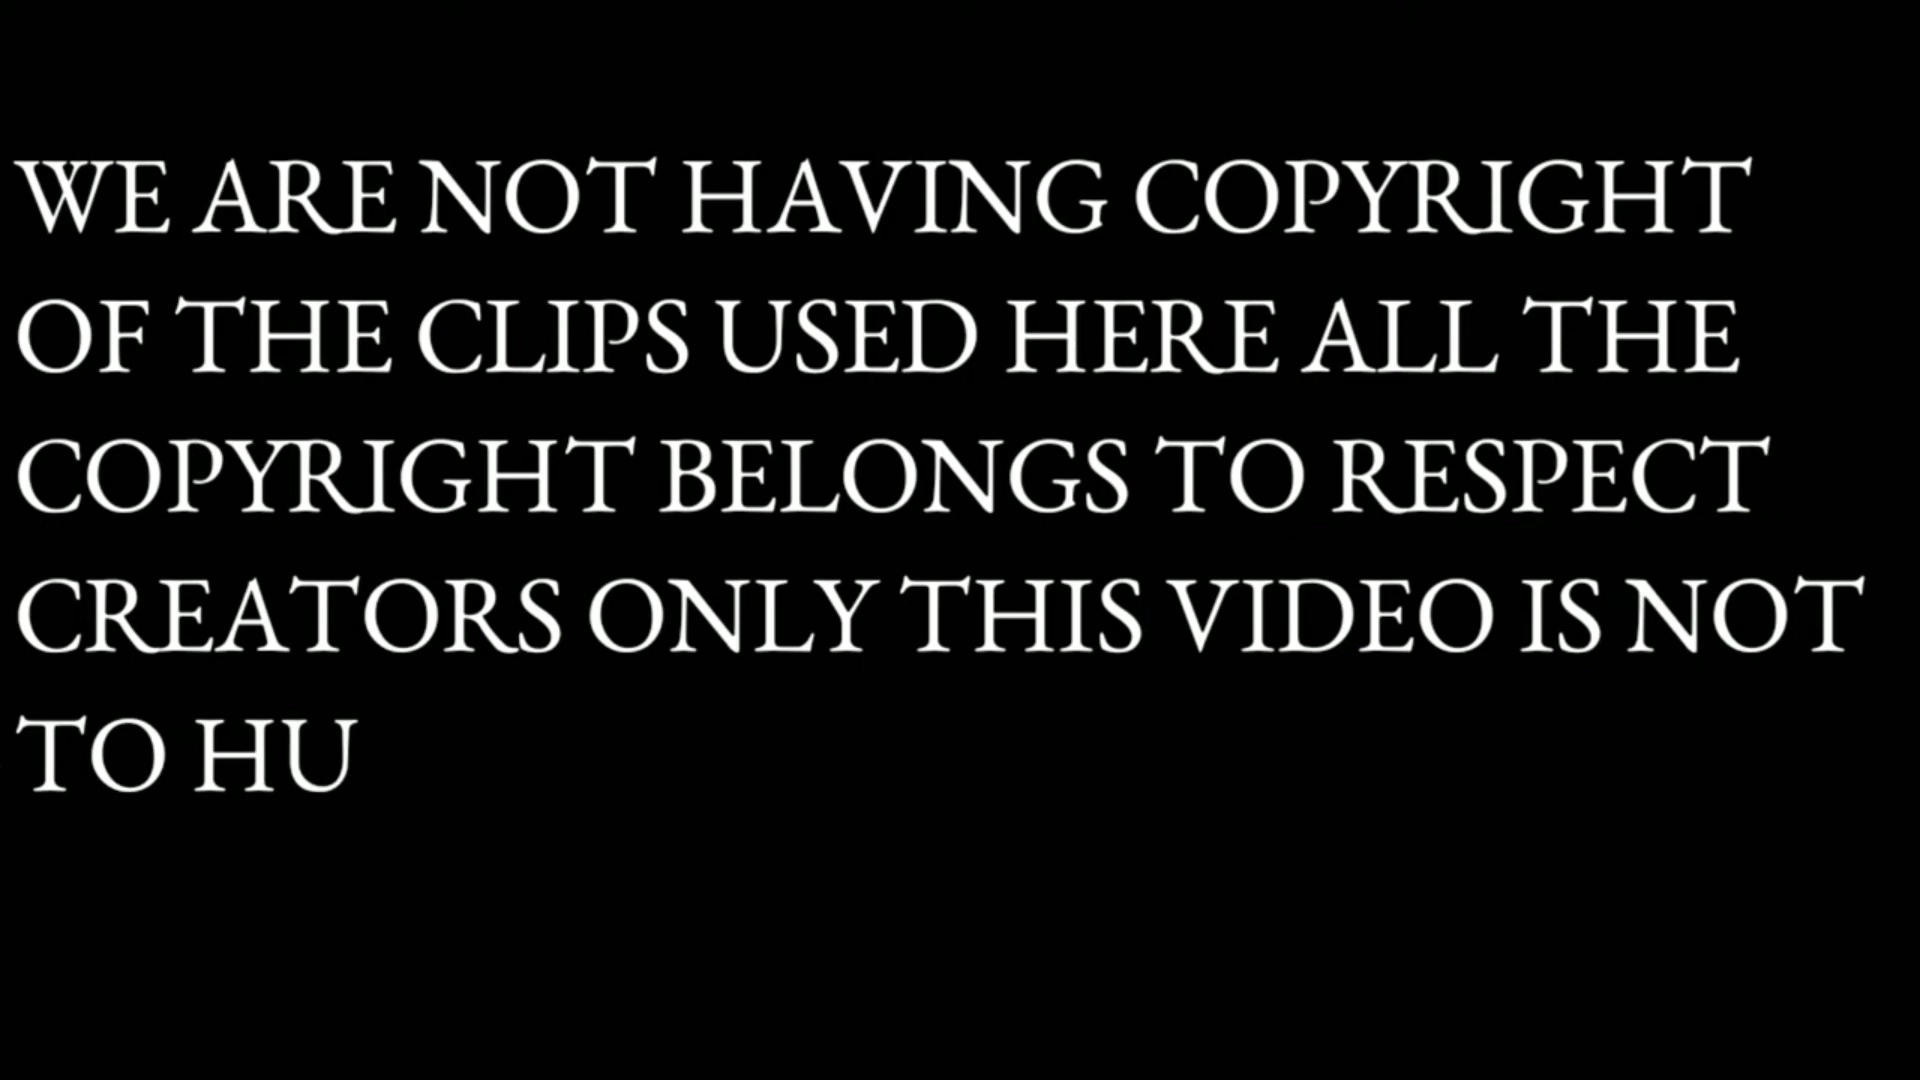 WE ARE NOT HAVING COPYRIGHT
OF THE CLIPS USED HERE ALL THE
COPYRIGHT BELONGS TO RESPECT
CREATORS ONLY THIS VIDEO IS NOT
TO HU